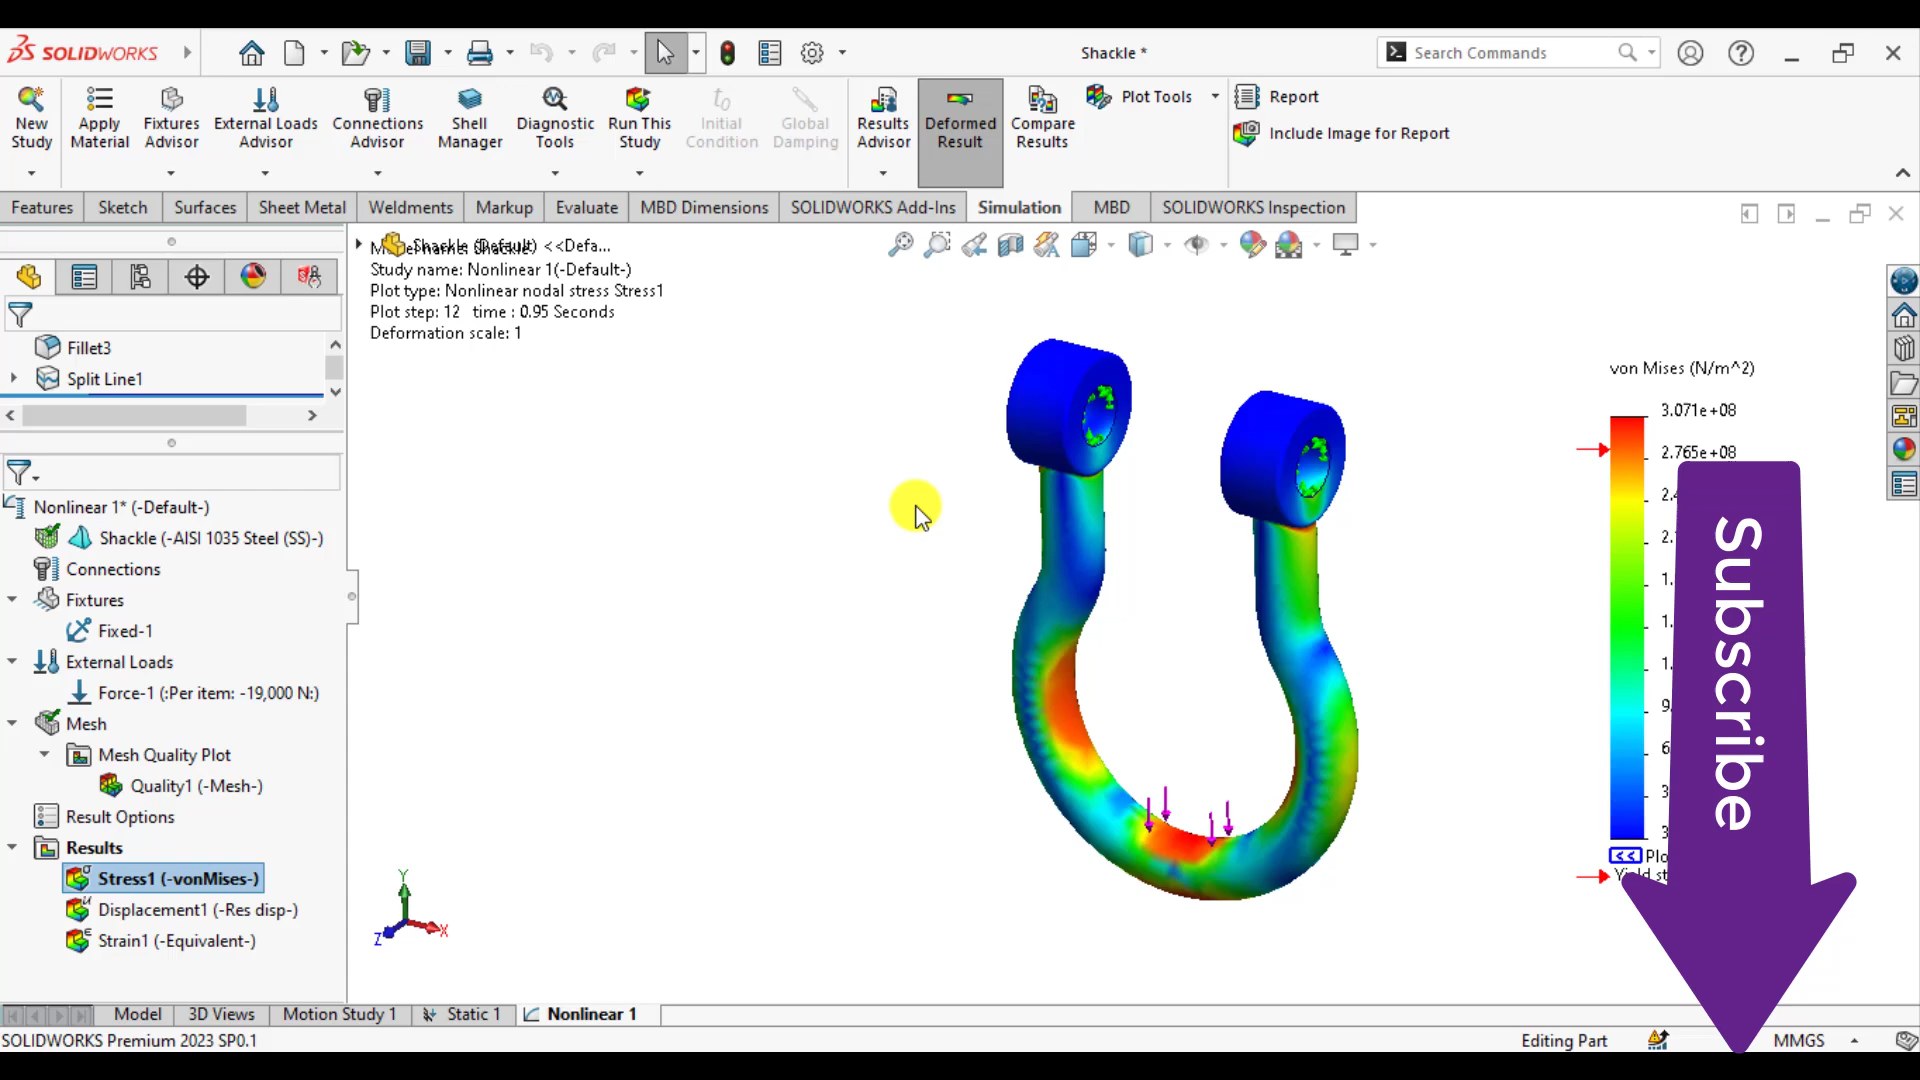 SOLIDWORKS
Shackle *
Search Commands
New Study
Apply Material
Fixtures Advisor
External Loads Advisor
Connections Advisor
Shell Manager
Diagnostic Tools
Run This Study
Initial Condition
Global Damping
Results Advisor
Deformed Result
Compare Results
Plot Tools
Report
Include Image for Report
Features
Sketch
Surfaces
Sheet Metal
Weldments
Markup
Evaluate
MBD Dimensions
SOLIDWORKS Add-Ins
Simulation
MBD
SOLIDWORKS Inspection
Shackle (Default) <<Defa...
Model name: Shackle
Study name: Nonlinear 1(-Default-)
Plot type: Nonlinear nodal stress Stress1
Plot step: 12 time : 0.95 Seconds
Deformation scale: 1
Fillet3
Split Line1
Nonlinear 1* (-Default-)
Shackle (-AISI 1035 Steel (SS)-)
Connections
Fixtures
Fixed-1
External Loads
Force-1 (:Per item: -19,000 N:)
Mesh
Mesh Quality Plot
Quality1 (-Mesh-)
Result Options
Results
Stress1 (-vonMises-)
Displacement1 (-Res disp-)
Strain1 (-Equivalent-)
Y
X
Z
von Mises (N/m^2)
3.071e+08
2.765e+08
Subscribe
Model
3D Views
Motion Study 1
Static 1
Nonlinear 1
SOLIDWORKS Premium 2023 SP0.1
Editing Part
MMGS